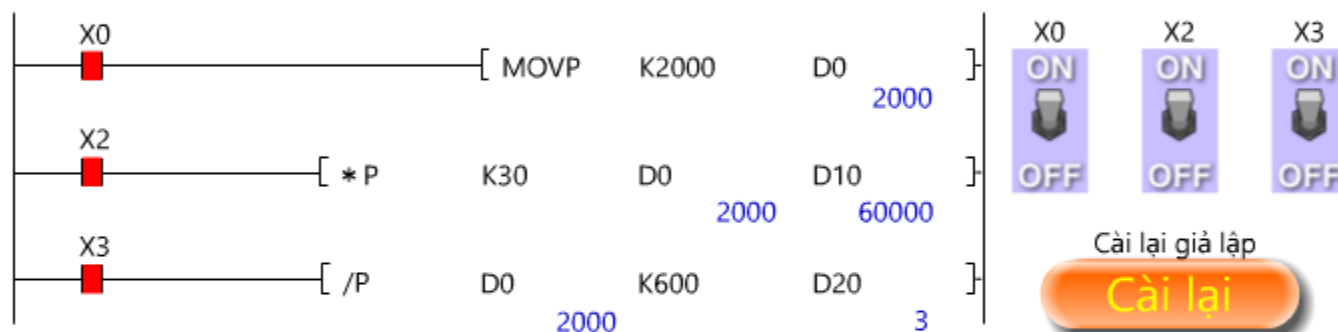 X0
MOVP K2000 D0
2000
X2
* P K30 D0 D10
2000 60000
X3
/P D0 K600 D20
2000 3
X0 X2 X3
ON ON ON
OFF OFF OFF
Cài lại giả lập
Cài lại